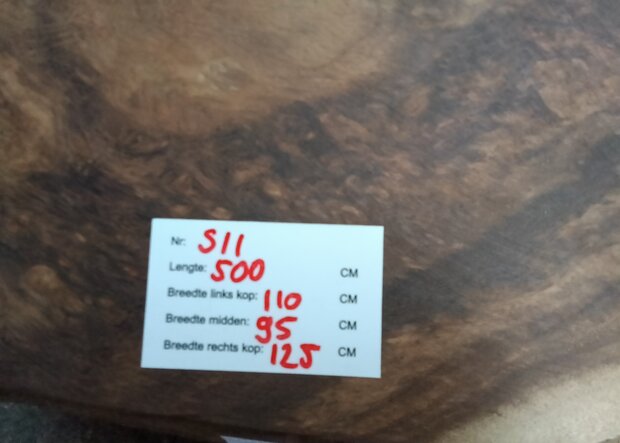 Nr: S11
Lengte: 500 CM
Breedte links kop: 110 CM
Breedte midden: 95 CM
Breedte rechts kop: 125 CM